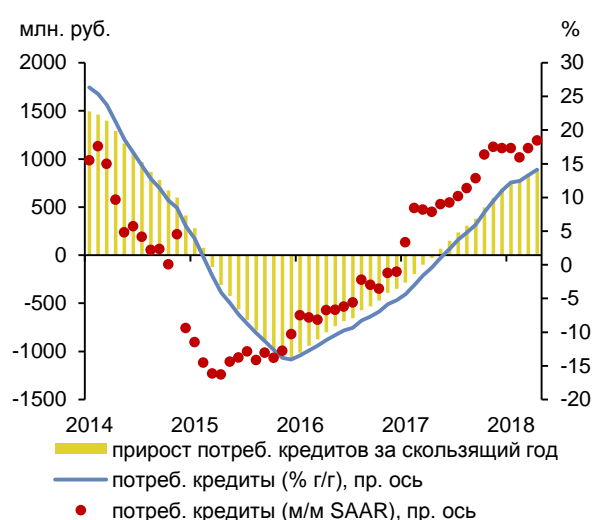 млн. руб. %
2000 30
25
1500
20
1000 15
10
500
5
0 0
-5
-500
-10
-1000 -15
-1500 -20
2014 2015 2016 2017 2018
прирост потреб. кредитов за скользящий год
потреб. кредиты (% г/г), пр. ось
потреб. кредиты (м/м SAAR), пр. ось